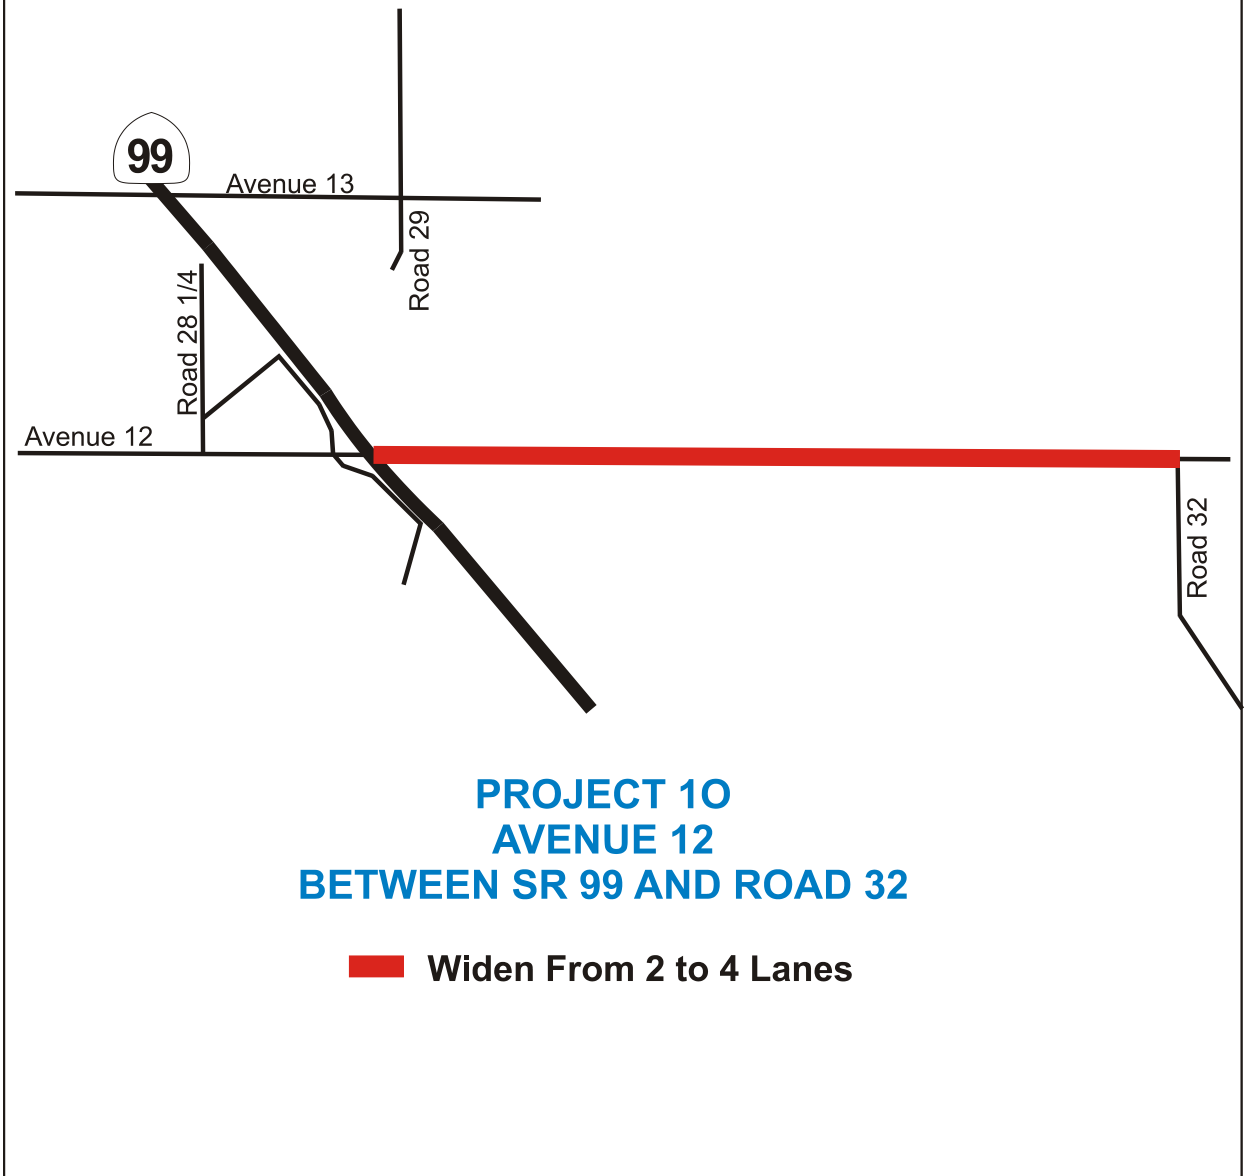 99
Avenue 13
Road 29
Road 28 1/4
Avenue 12
Road 32
PROJECT 1O
AVENUE 12
BETWEEN SR 99 AND ROAD 32
Widen From 2 to 4 Lanes